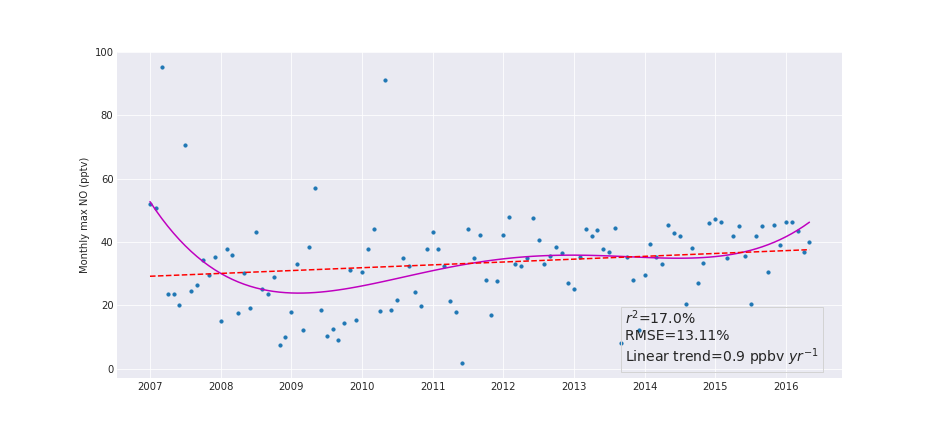 100
80
60
40
20
0
Monthly max NO (pptv)
2007 2008 2009 2010 2011 2012 2013 2014 2015 2016
r²=17.0%
RMSE=13.11%
Linear trend=0.9 ppbv yr⁻¹